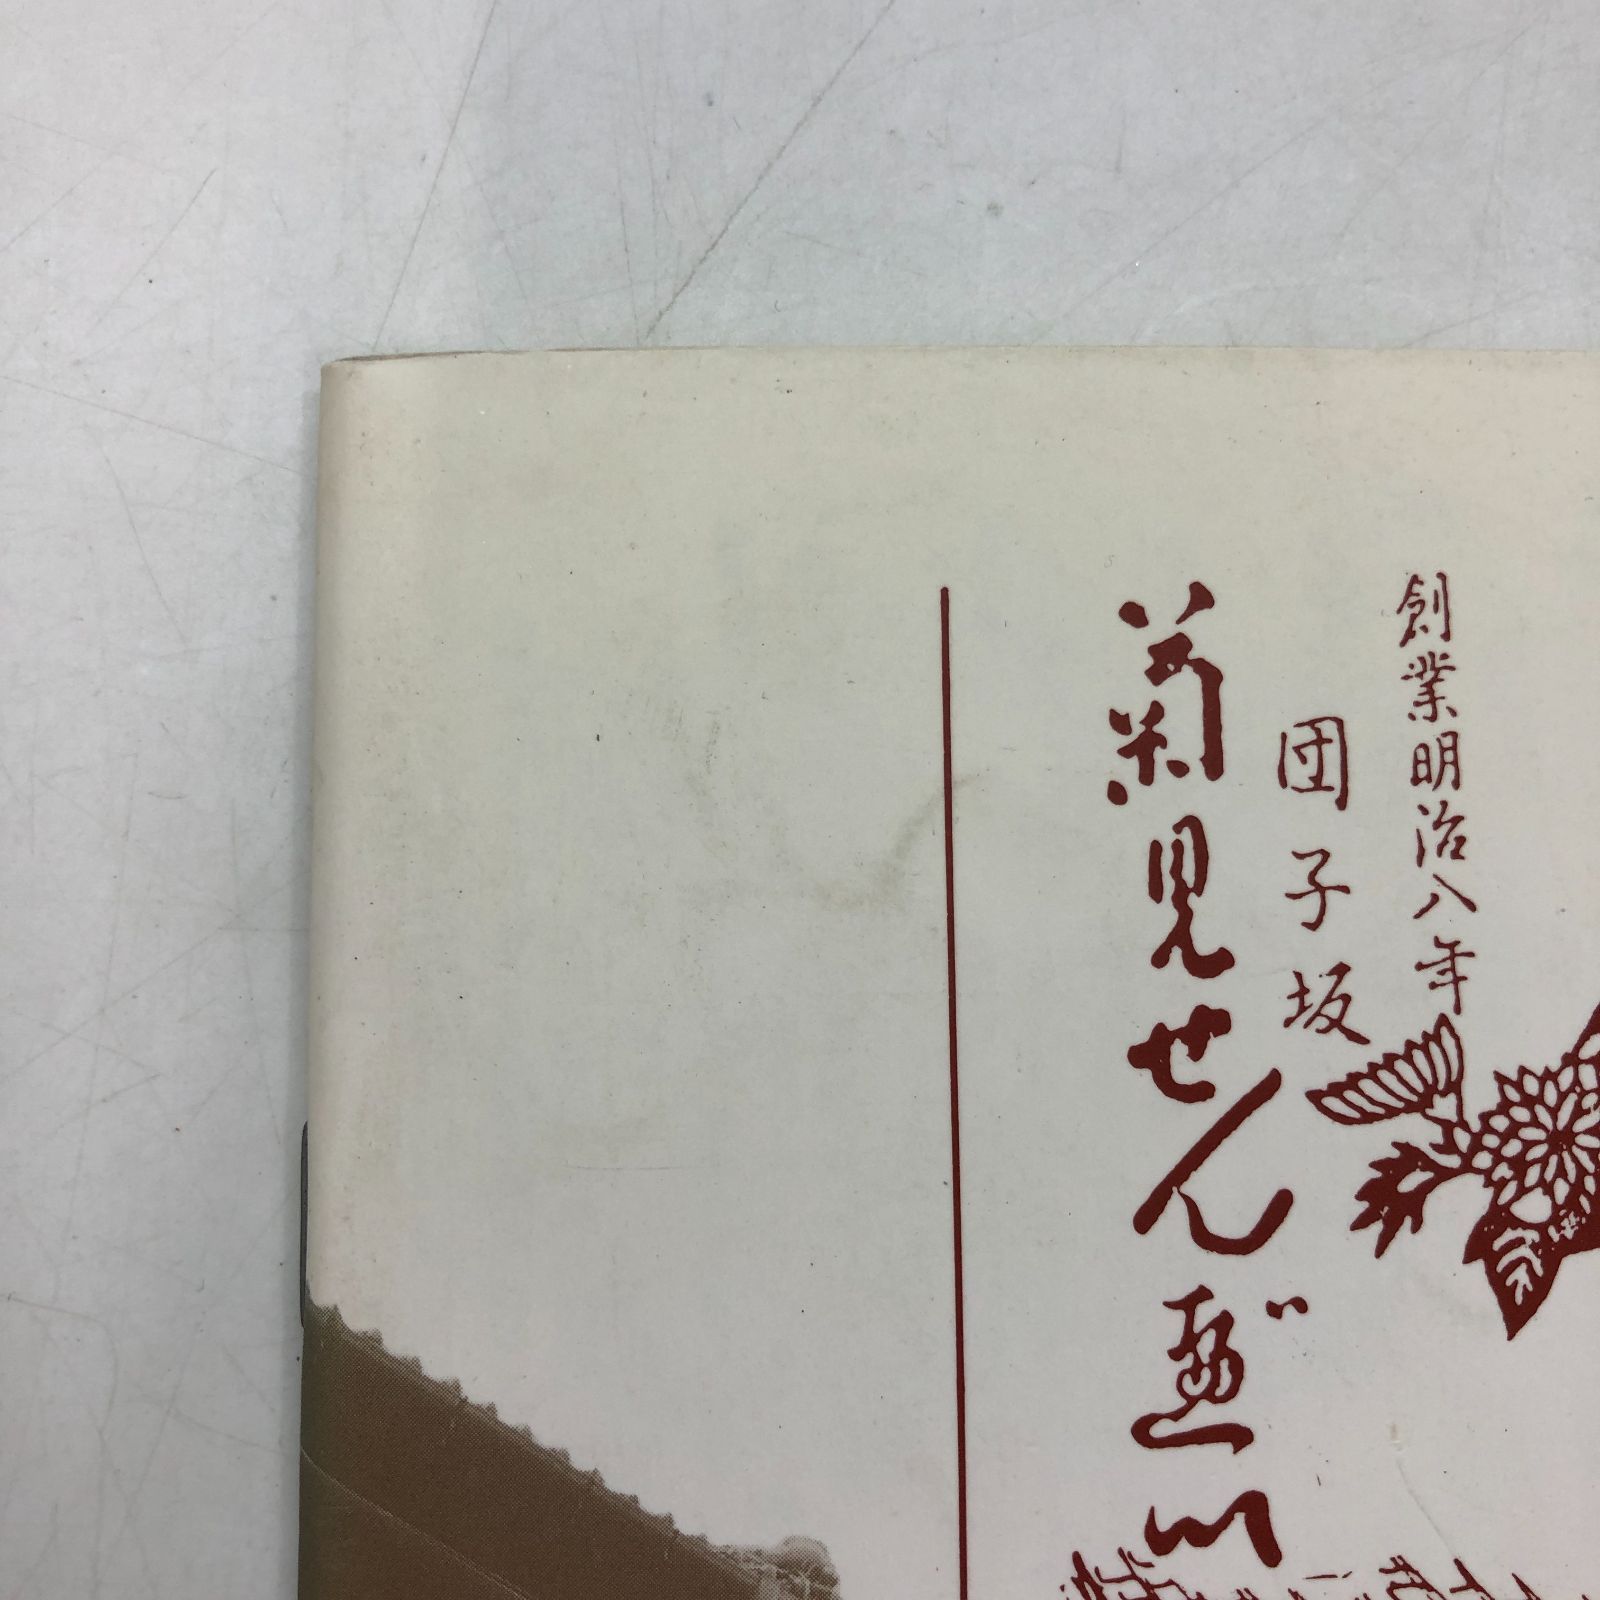 創業明治八年
団子坂
菊見せんべい